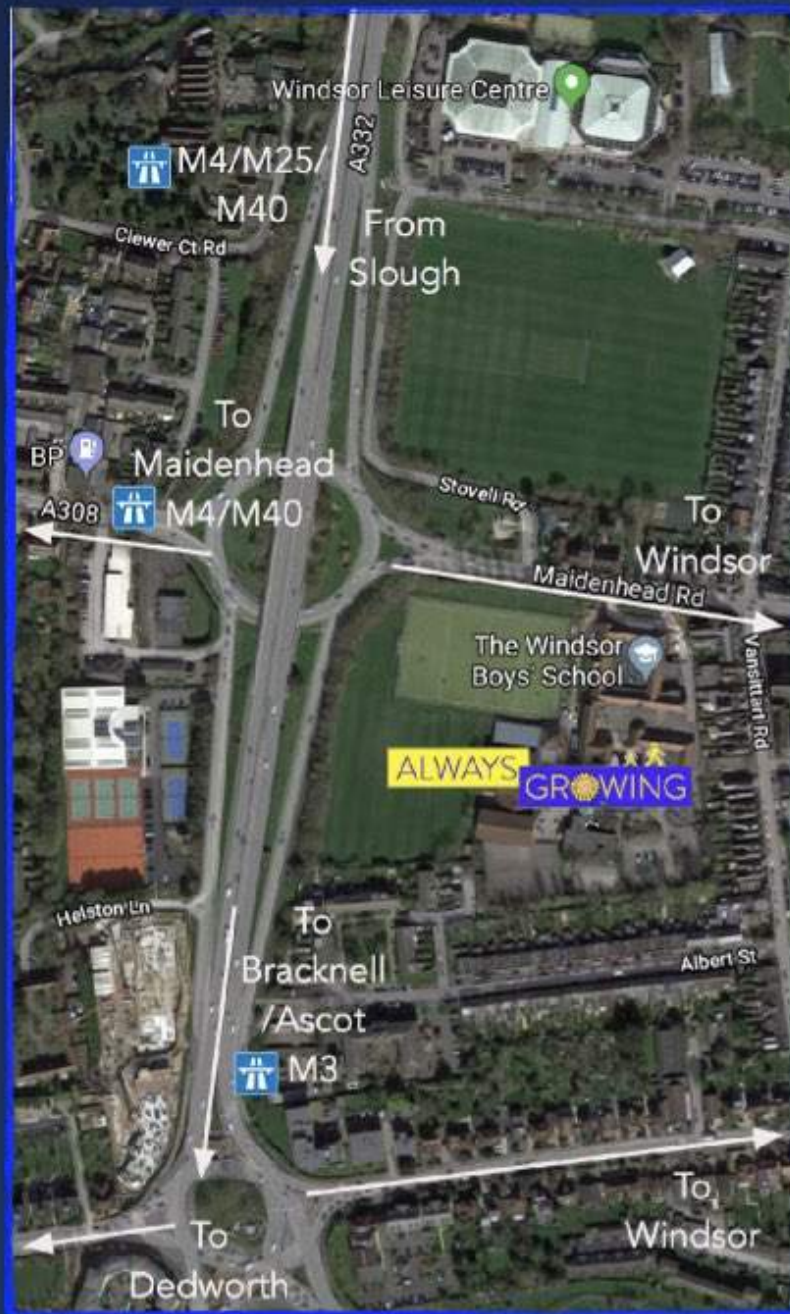 Windsor Leisure Centre
A332
M4/M25/
M40
From
Slough
Clewer Ct Rd
To
Maidenhead
M4/M40
BP
A308
Stovell Rd
To
Windsor
Maidenhead Rd
The Windsor
Boys' School
Vansittart Rd
ALWAYS
GROWING
Helston Ln
To
Bracknell
/Ascot
M3
Albert St
To
Windsor
To
Dedworth